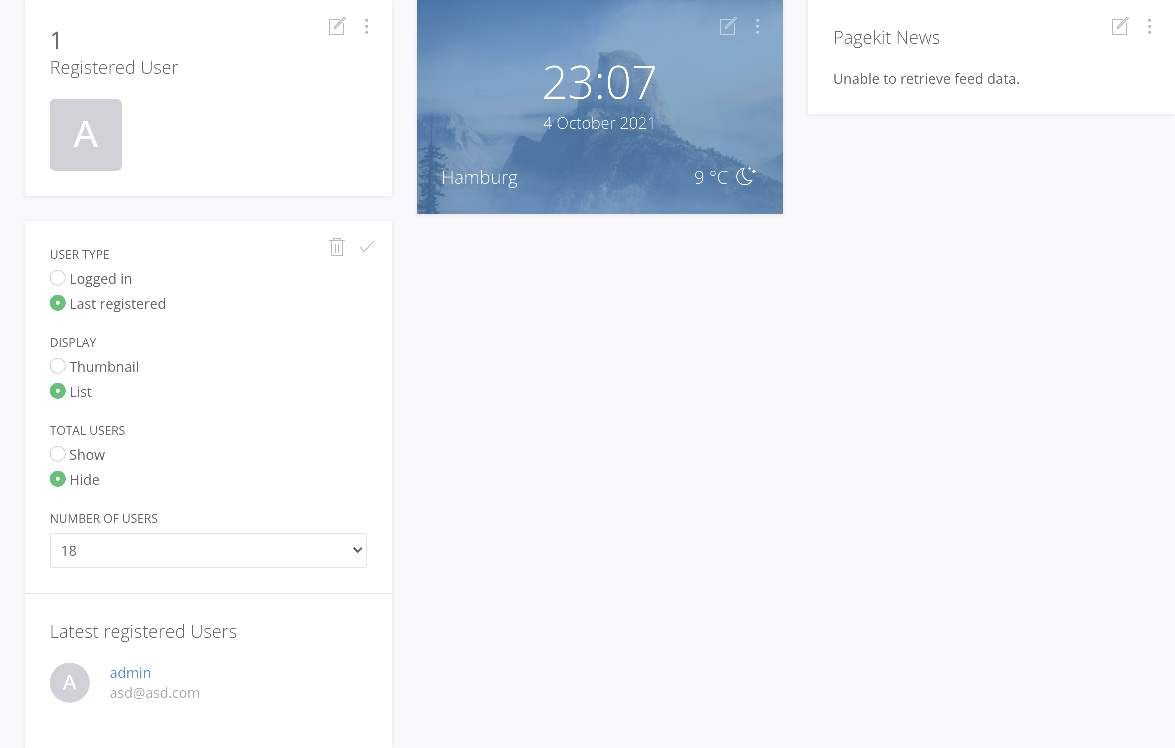 1
Registered User
A
USER TYPE
Logged in
Last registered
DISPLAY
Thumbnail
List
TOTAL USERS
Show
Hide
NUMBER OF USERS
18
Latest registered Users
A
admin
asd@asd.com
23:07
4 October 2021
Hamburg
9 °C
Pagekit News
Unable to retrieve feed data.